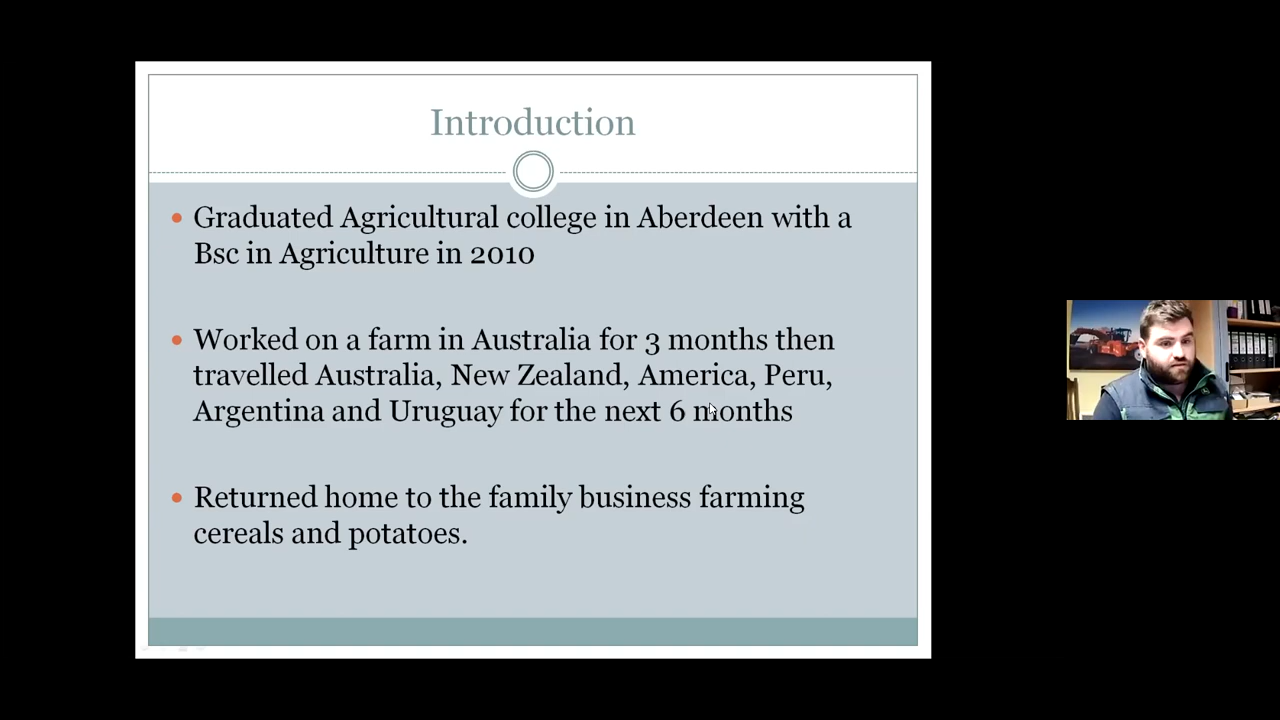 Introduction
Graduated Agricultural college in Aberdeen with a
Bsc in Agriculture in 2010
Worked on a farm in Australia for 3 months then
travelled Australia, New Zealand, America, Peru,
Argentina and Uruguay for the next 6 months
Returned home to the family business farming
cereals and potatoes.